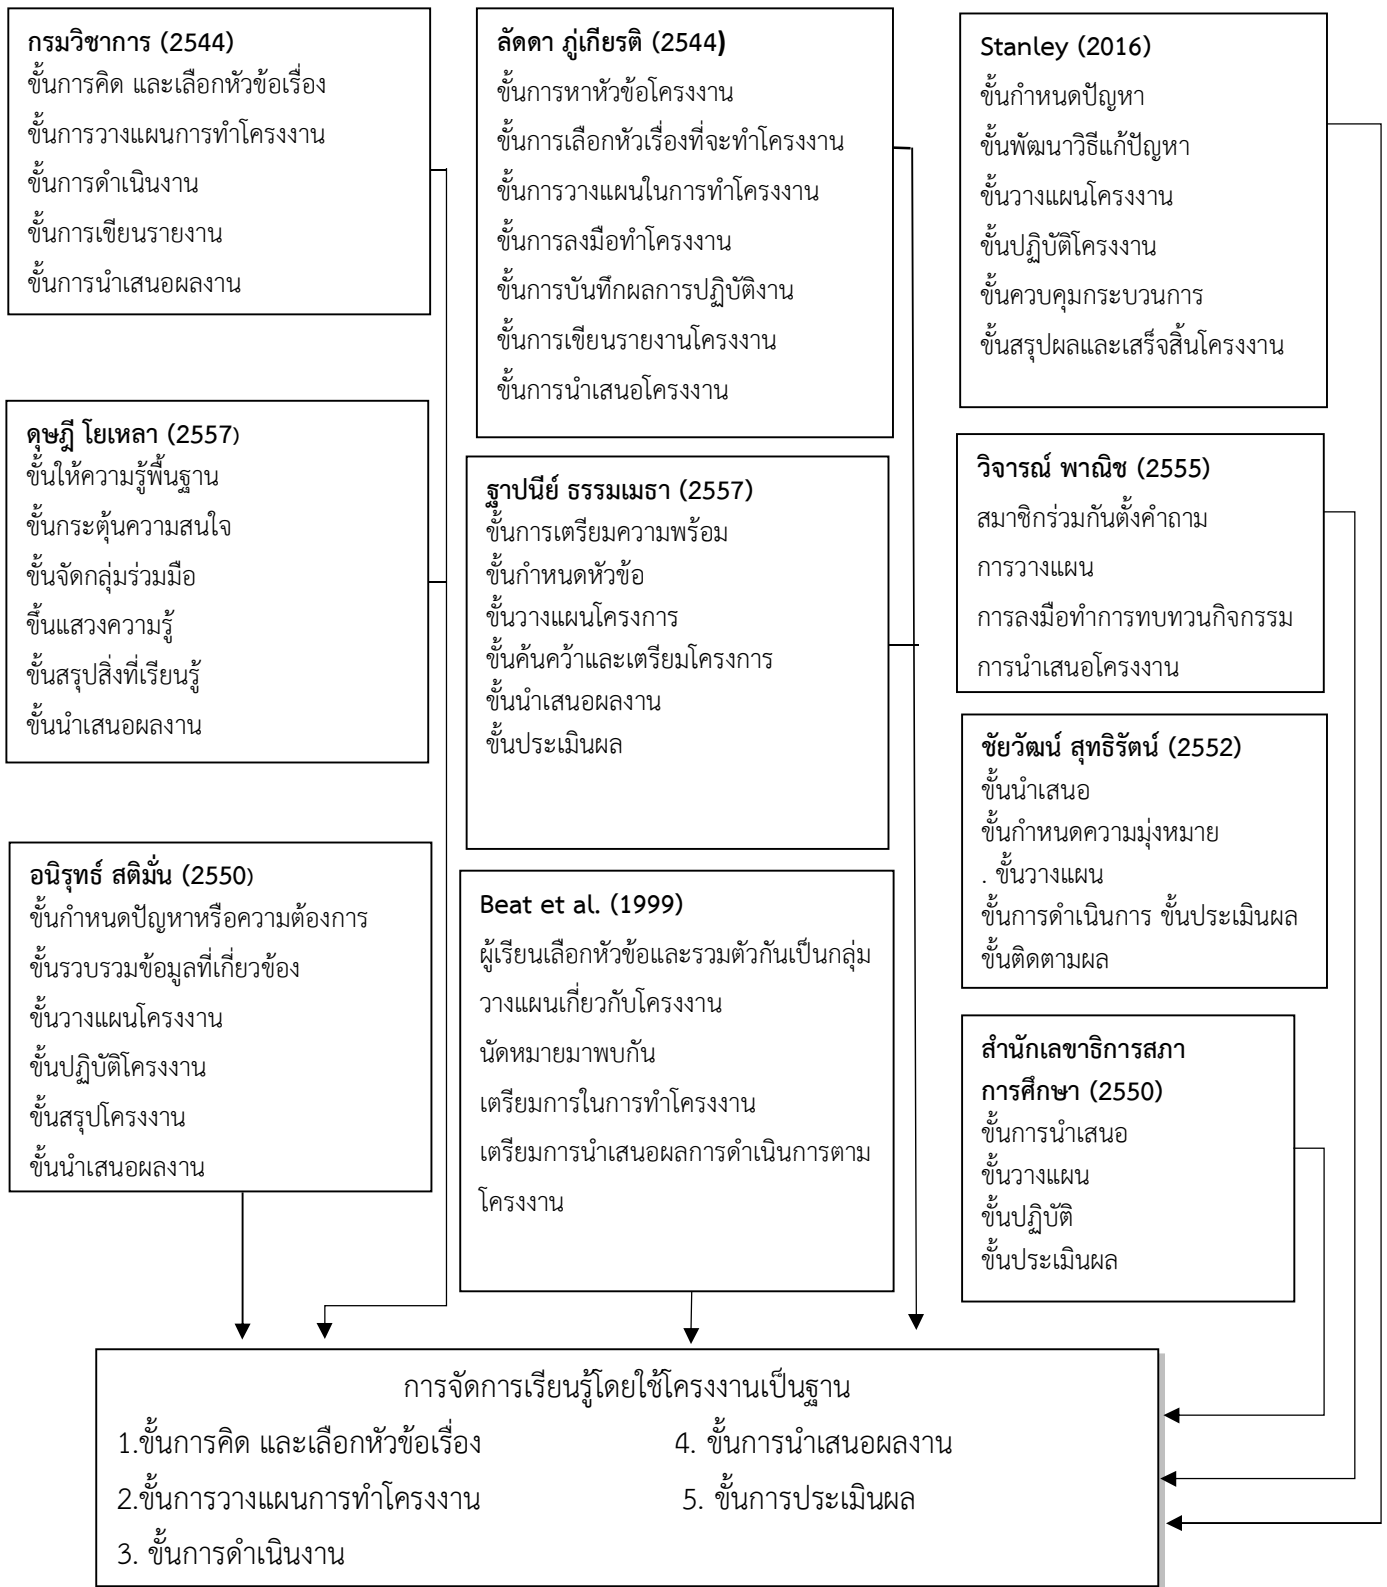 กรมวิชาการ (2544)
ขั้นการคิด และเลือกหัวข้อเรื่อง
ขั้นการวางแผนการทำโครงงาน
ขั้นการดำเนินงาน
ขั้นการเขียนรายงาน
ขั้นการนำเสนอผลงาน
ลัดดา ภู่เกียรติ (2544)
ขั้นการหาหัวข้อโครงงาน
ขั้นการเลือกหัวเรื่องที่จะทำโครงงาน
ขั้นการวางแผนในการทำโครงงาน
ขั้นการลงมือทำโครงงาน
ขั้นการบันทึกผลการปฏิบัติงาน
ขั้นการเขียนรายงานโครงงาน
ขั้นการนำเสนอโครงงาน
Stanley (2016)
ขั้นกำหนดปัญหา
ขั้นพัฒนาวิธีแก้ปัญหา
ขั้นวางแผนโครงงาน
ขั้นปฏิบัติโครงงาน
ขั้นควบคุมกระบวนการ
ขั้นสรุปผลและเสร็จสิ้นโครงงาน
ดุษฎี โยเหลา (2557)
ขั้นให้ความรู้พื้นฐาน
ขั้นกระตุ้นความสนใจ
ขั้นจัดกลุ่มร่วมมือ
ขึ้นแสวงความรู้
ขั้นสรุปสิ่งที่เรียนรู้
ขั้นนำเสนอผลงาน
ฐาปนีย์ ธรรมเมธา (2557)
ขั้นการเตรียมความพร้อม
ขั้นกำหนดหัวข้อ
ขั้นวางแผนโครงการ
ขั้นค้นคว้าและเตรียมโครงการ
ขั้นนำเสนอผลงาน
ขั้นประเมินผล
วิจารณ์ พาณิช (2555)
สมาชิกร่วมกันตั้งคำถาม
การวางแผน
การลงมือทำการทบทวนกิจกรรม
การนำเสนอโครงงาน
ชัยวัฒน์ สุทธิรัตน์ (2552)
ขั้นนำเสนอ
ขั้นกำหนดความมุ่งหมาย
. ขั้นวางแผน
ขั้นการดำเนินการ ขั้นประเมินผล
ขั้นติดตามผล
อนิรุทธ์ สติมั่น (2550)
ขั้นกำหนดปัญหาหรือความต้องการ
ขั้นรวบรวมข้อมูลที่เกี่ยวข้อง
ขั้นวางแผนโครงงาน
ขั้นปฏิบัติโครงงาน
ขั้นสรุปโครงงาน
ขั้นนำเสนอผลงาน
Beat et al. (1999)
ผู้เรียนเลือกหัวข้อและรวมตัวกันเป็นกลุ่ม
วางแผนเกี่ยวกับโครงงาน
นัดหมายมาพบกัน
เตรียมการในการทำโครงงาน
เตรียมการนำเสนอผลการดำเนินการตาม
โครงงาน
สำนักเลขาธิการสภา
การศึกษา (2550)
ขั้นการนำเสนอ
ขั้นวางแผน
ขั้นปฏิบัติ
ขั้นประเมินผล
การจัดการเรียนรู้โดยใช้โครงงานเป็นฐาน
1.ขั้นการคิด และเลือกหัวข้อเรื่อง
2.ขั้นการวางแผนการทำโครงงาน
3. ขั้นการดำเนินงาน
4. ขั้นการนำเสนอผลงาน
5. ขั้นการประเมินผล